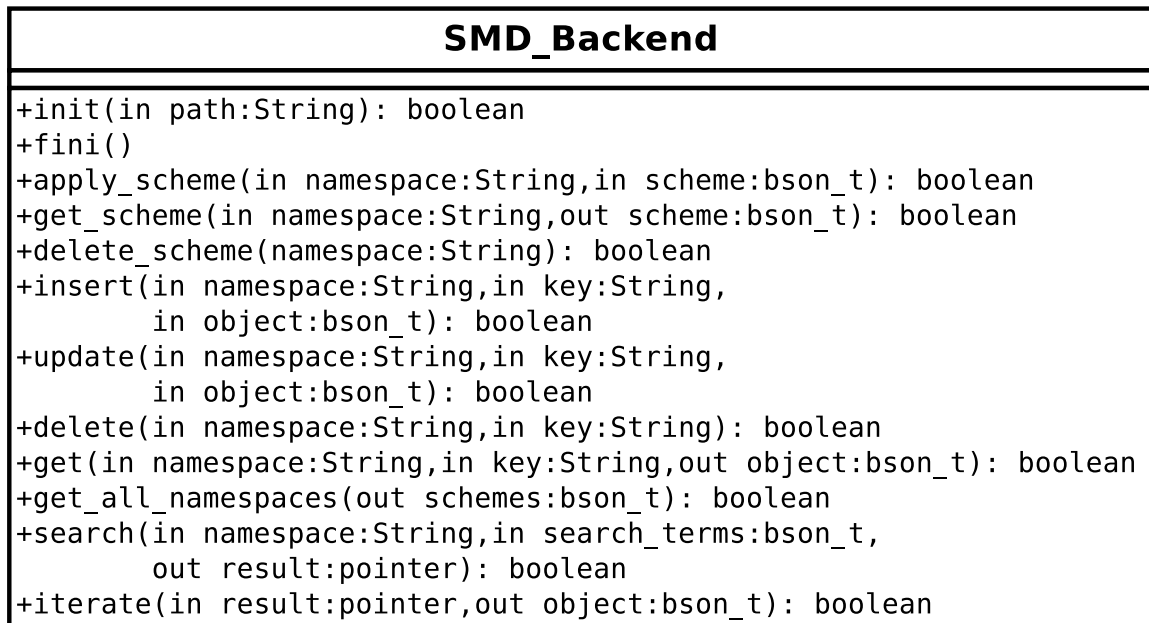 SMD_Backend
+init(in path:String): boolean
+fini()
+apply_scheme(in namespace:String,in scheme:bson_t): boolean
+get_scheme(in namespace:String,out scheme:bson_t): boolean
+delete_scheme(namespace:String): boolean
+insert(in namespace:String,in key:String,
        in object:bson_t): boolean
+update(in namespace:String,in key:String,
        in object:bson_t): boolean
+delete(in namespace:String,in key:String): boolean
+get(in namespace:String,in key:String,out object:bson_t): boolean
+get_all_namespaces(out schemes:bson_t): boolean
+search(in namespace:String,in search_terms:bson_t,
        out result:pointer): boolean
+iterate(in result:pointer,out object:bson_t): boolean